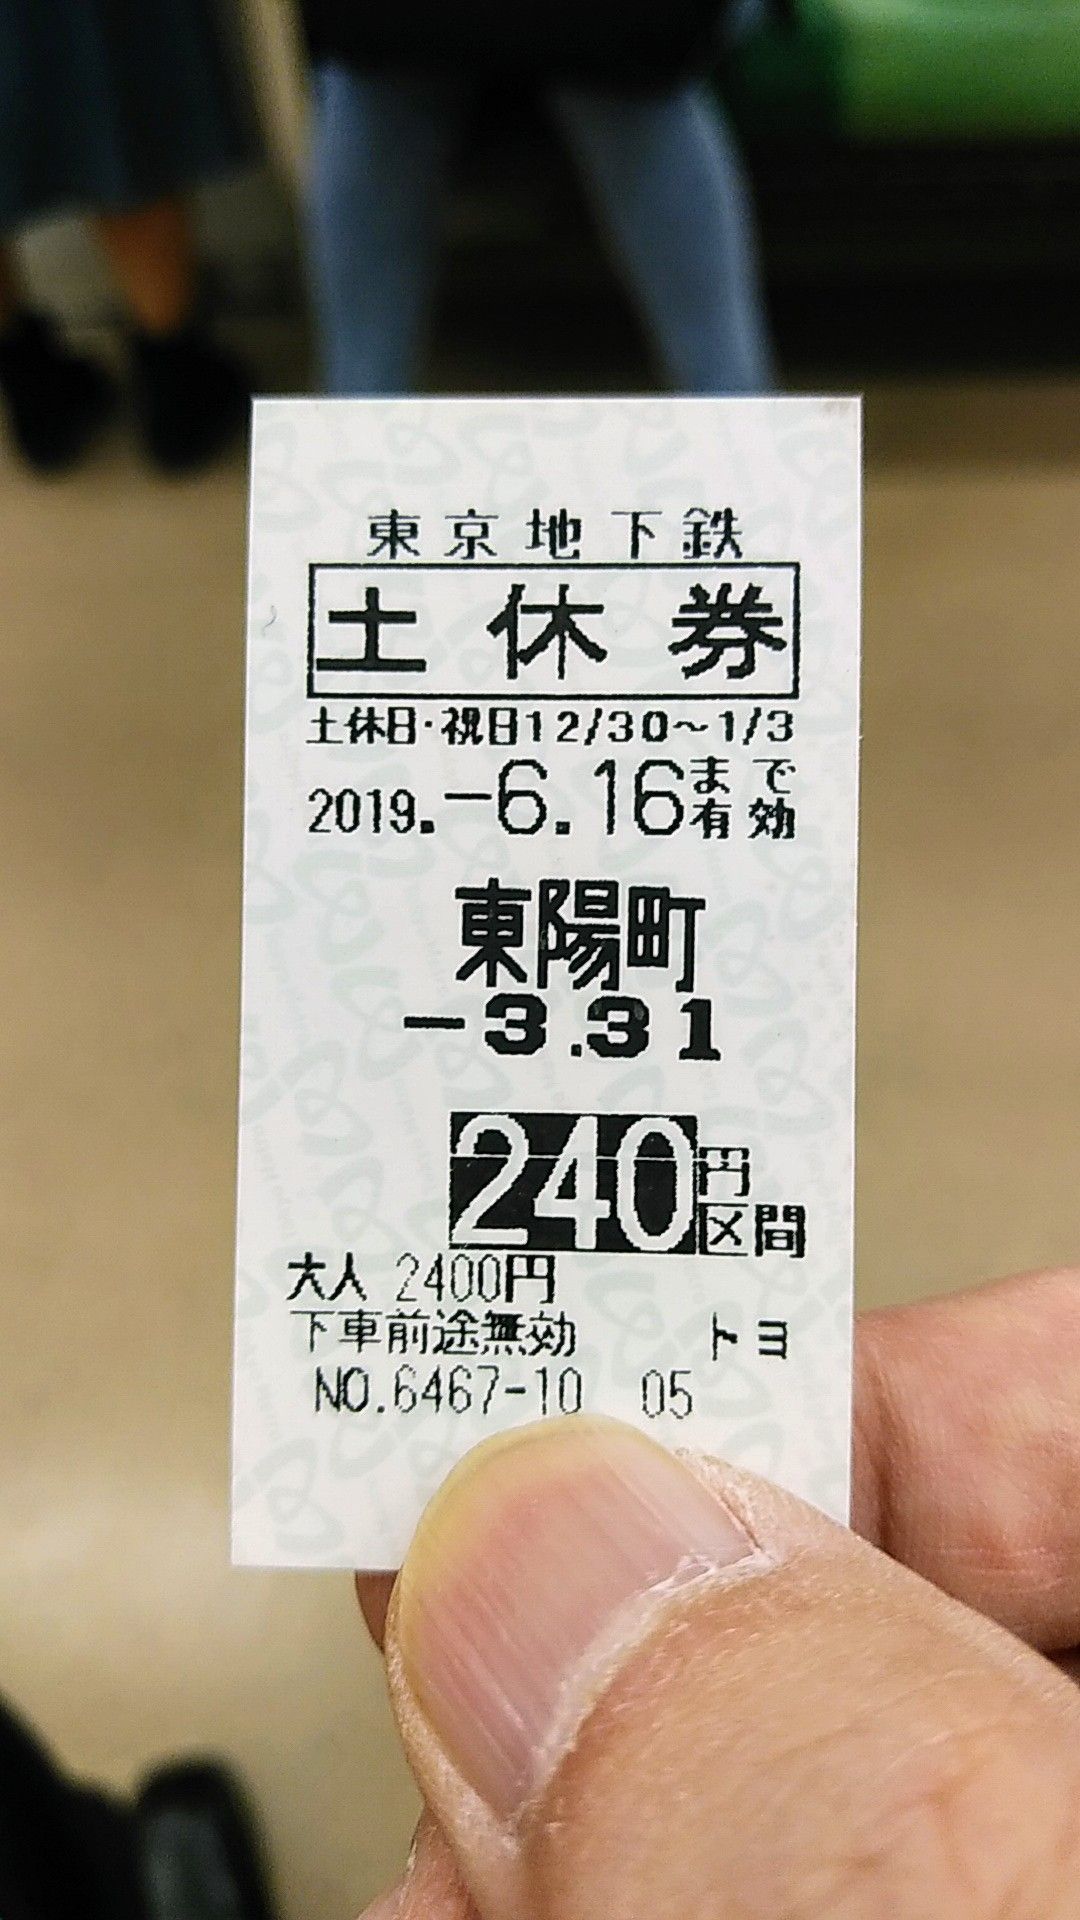 東京地下鉄
土休券
土休日・祝日12/30~1/3
2019.-6.16まで有効
東陽町
-3.31
240円区間
大人 2400円
下車前途無効 トヨ
NO.6467-10 05